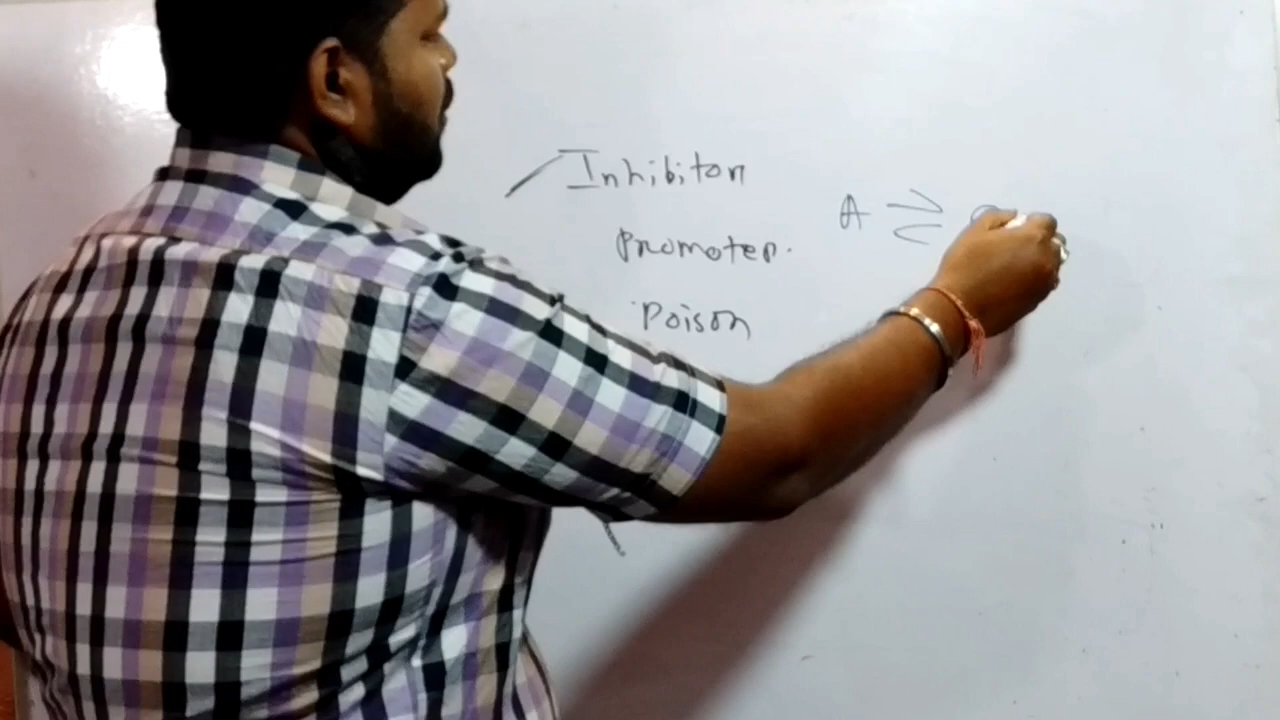 Inhibitor
Promoter.
Poison
A ⇌